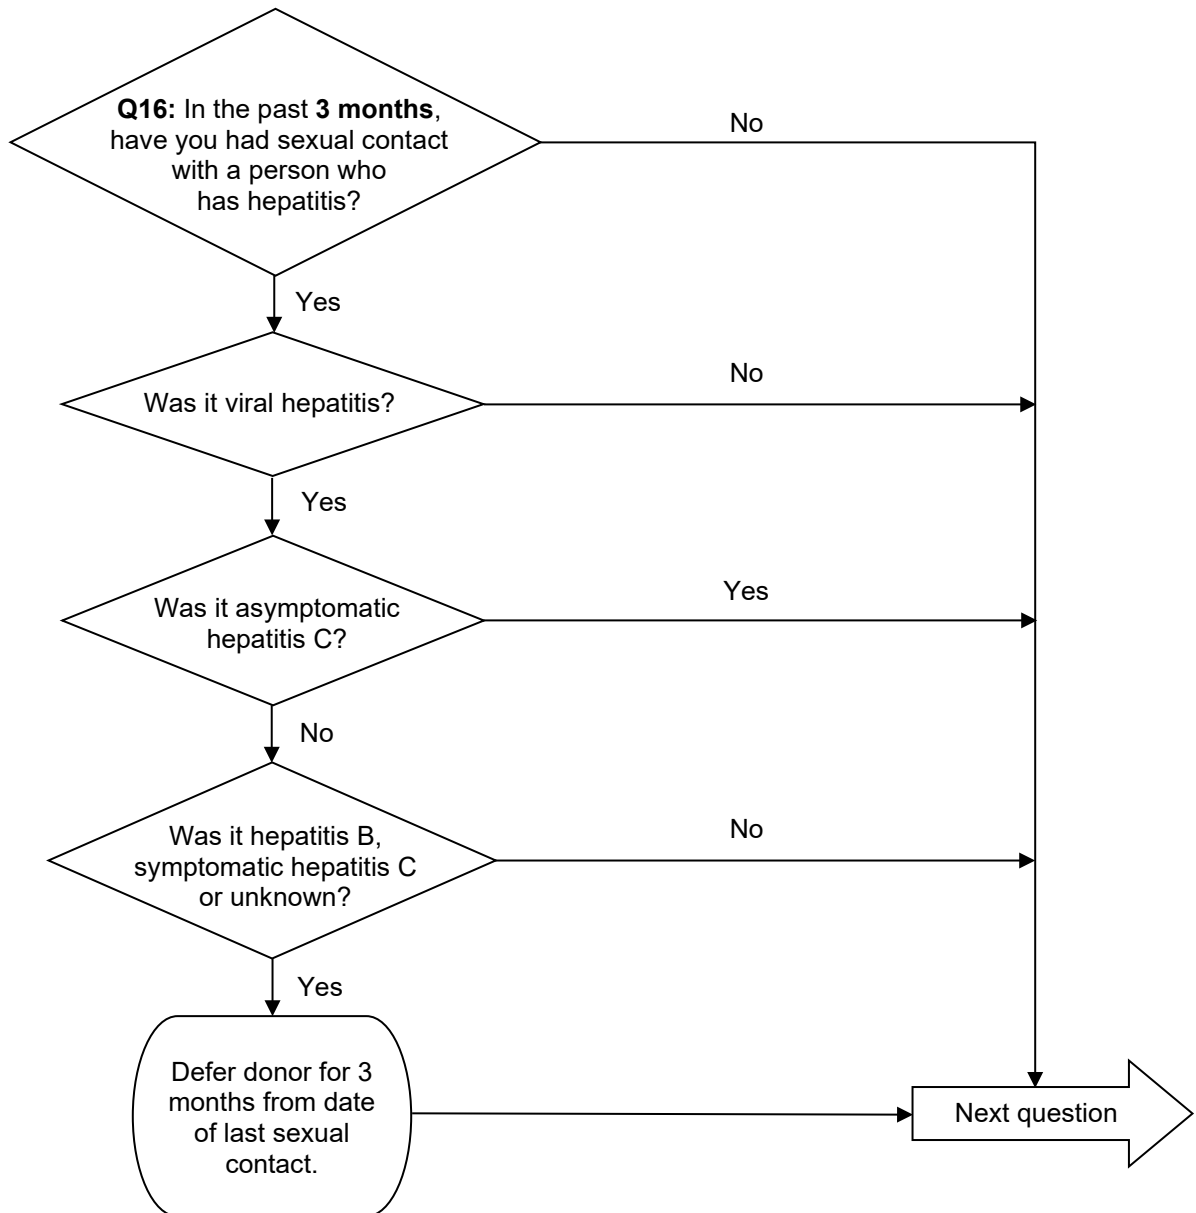 Q16: In the past 3 months,
have you had sexual contact
with a person who
has hepatitis?
No
Yes
Was it viral hepatitis?
No
Yes
Was it asymptomatic
hepatitis C?
Yes
No
Was it hepatitis B,
symptomatic hepatitis C
or unknown?
No
Yes
Defer donor for 3
months from date
of last sexual
contact.
Next question